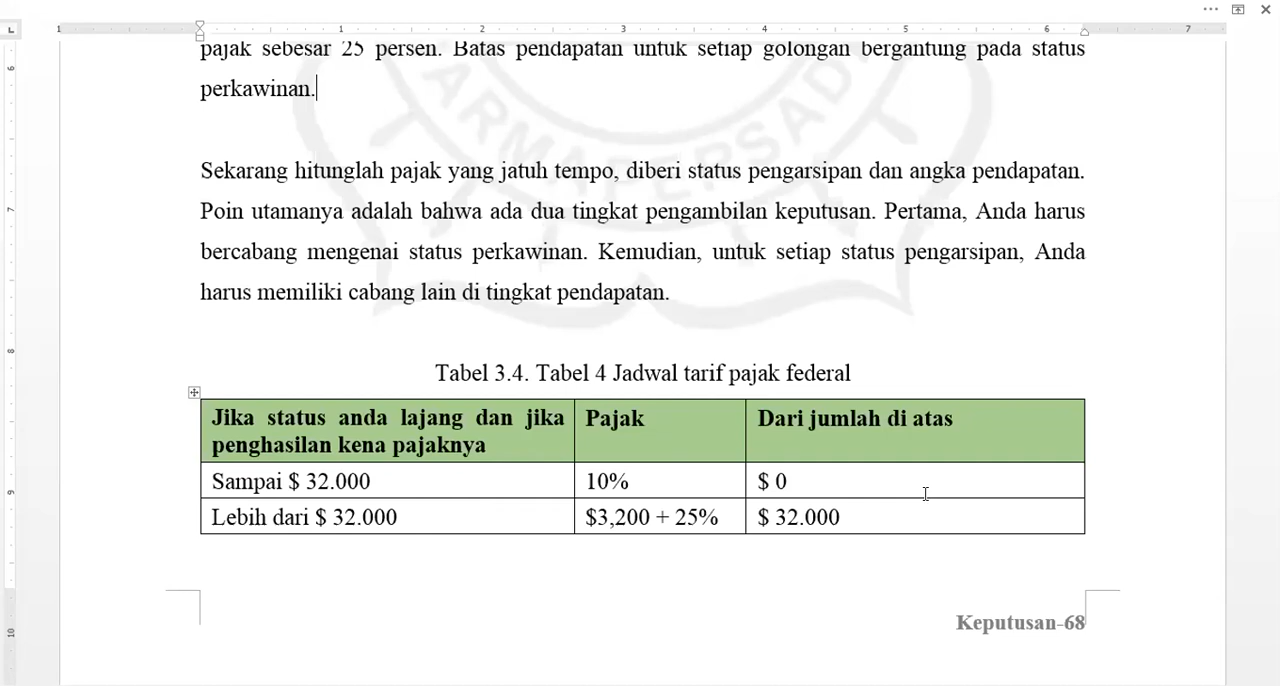 pajak sebesar 25 persen. Batas pendapatan untuk setiap golongan bergantung pada status
perkawinan.
Sekarang hitunglah pajak yang jatuh tempo, diberi status pengarsipan dan angka pendapatan.
Poin utamanya adalah bahwa ada dua tingkat pengambilan keputusan. Pertama, Anda harus
bercabang mengenai status perkawinan. Kemudian, untuk setiap status pengarsipan, Anda
harus memiliki cabang lain di tingkat pendapatan.
Tabel 3.4. Tabel 4 Jadwal tarif pajak federal
Jika status anda lajang dan jika penghasilan kena pajaknya
Pajak
Dari jumlah di atas
Sampai $ 32.000
10%
$ 0
Lebih dari $ 32.000
$3,200 + 25%
$ 32.000
Keputusan-68